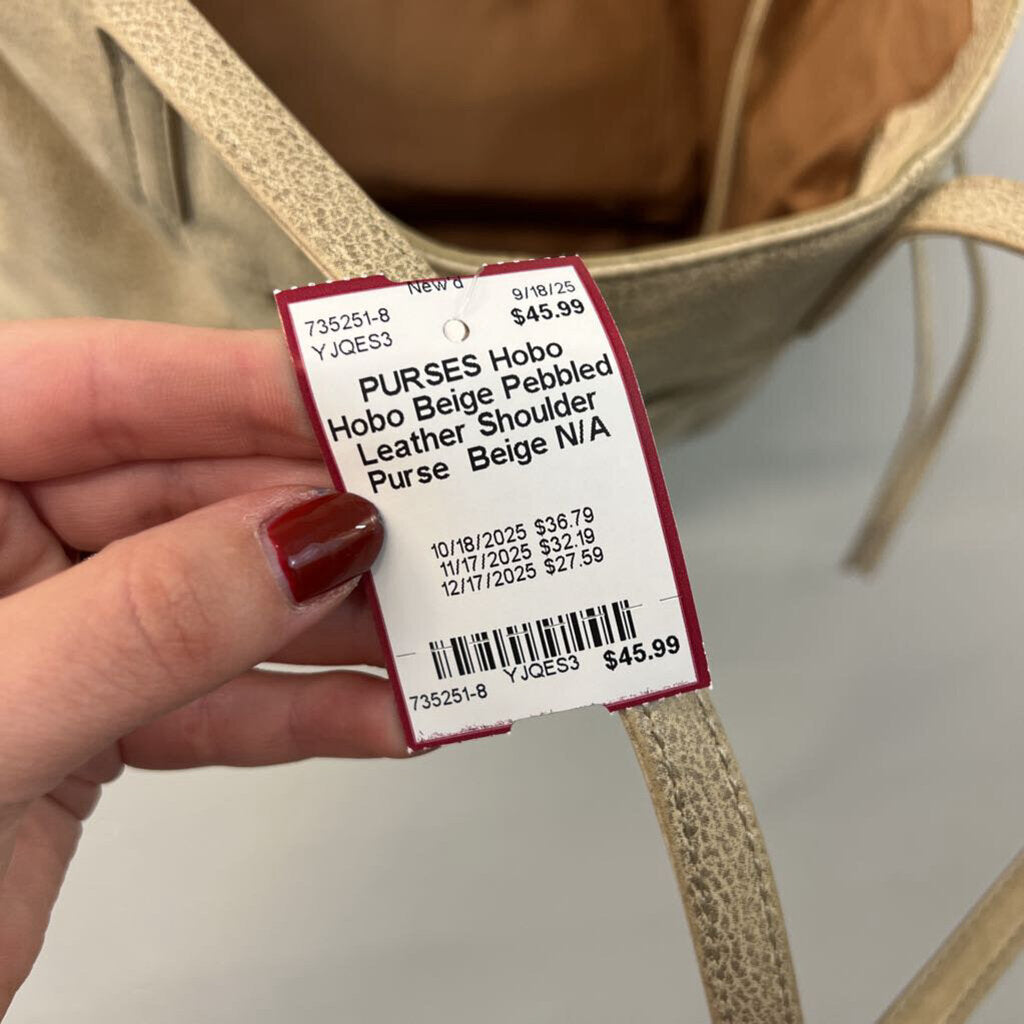 New'd
735251-8 9/18/25
YJQES3 $45.99
PURSES Hobo
Hobo Beige Pebbled
Leather Shoulder
Purse Beige N/A
10/18/2025 $36.79
11/17/2025 $32.19
12/17/2025 $27.59
735251-8 YJQES3 $45.99